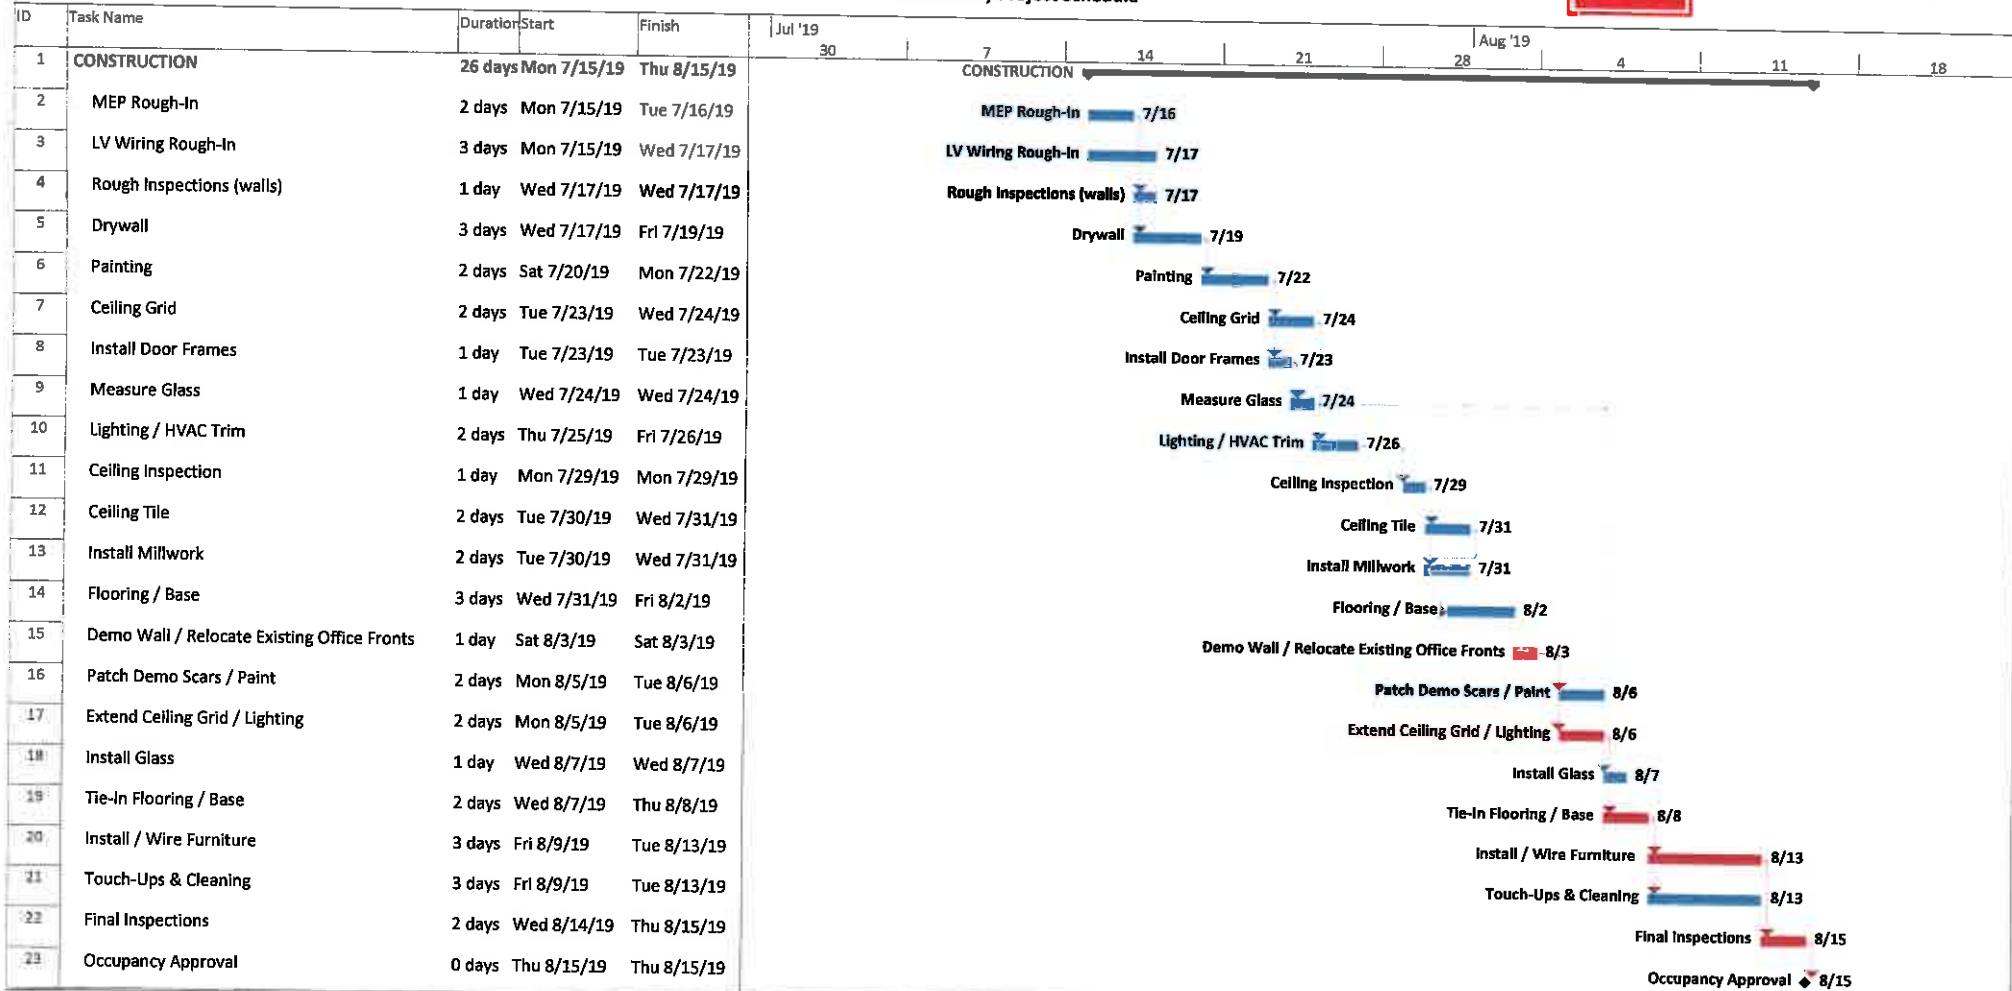 ID Task Name Duration Start Finish Jul '19 Aug '19
30 7 14 21 28 4 11 18
1 CONSTRUCTION 26 days Mon 7/15/19 Thu 8/15/19 CONSTRUCTION
2 MEP Rough-In 2 days Mon 7/15/19 Tue 7/16/19 MEP Rough-In 7/16
3 LV Wiring Rough-In 3 days Mon 7/15/19 Wed 7/17/19 LV Wiring Rough-In 7/17
4 Rough Inspections (walls) 1 day Wed 7/17/19 Wed 7/17/19 Rough Inspections (walls) 7/17
5 Drywall 3 days Wed 7/17/19 Fri 7/19/19 Drywall 7/19
6 Painting 2 days Sat 7/20/19 Mon 7/22/19 Painting 7/22
7 Ceiling Grid 2 days Tue 7/23/19 Wed 7/24/19 Ceiling Grid 7/24
8 Install Door Frames 1 day Tue 7/23/19 Tue 7/23/19 Install Door Frames 7/23
9 Measure Glass 1 day Wed 7/24/19 Wed 7/24/19 Measure Glass 7/24
10 Lighting / HVAC Trim 2 days Thu 7/25/19 Fri 7/26/19 Lighting / HVAC Trim 7/26
11 Ceiling Inspection 1 day Mon 7/29/19 Mon 7/29/19 Ceiling Inspection 7/29
12 Ceiling Tile 2 days Tue 7/30/19 Wed 7/31/19 Ceiling Tile 7/31
13 Install Millwork 2 days Tue 7/30/19 Wed 7/31/19 Install Millwork 7/31
14 Flooring / Base 3 days Wed 7/31/19 Fri 8/2/19 Flooring / Base 8/2
15 Demo Wall / Relocate Existing Office Fronts 1 day Sat 8/3/19 Sat 8/3/19 Demo Wall / Relocate Existing Office Fronts 8/3
16 Patch Demo Scars / Paint 2 days Mon 8/5/19 Tue 8/6/19 Patch Demo Scars / Paint 8/6
17 Extend Ceiling Grid / Lighting 2 days Mon 8/5/19 Tue 8/6/19 Extend Ceiling Grid / Lighting 8/6
18 Install Glass 1 day Wed 8/7/19 Wed 8/7/19 Install Glass 8/7
19 Tie-In Flooring / Base 2 days Wed 8/7/19 Thu 8/8/19 Tie-In Flooring / Base 8/8
20 Install / Wire Furniture 3 days Fri 8/9/19 Tue 8/13/19 Install / Wire Furniture 8/13
21 Touch-Ups & Cleaning 3 days Fri 8/9/19 Tue 8/13/19 Touch-Ups & Cleaning 8/13
22 Final Inspections 2 days Wed 8/14/19 Thu 8/15/19 Final Inspections 8/15
23 Occupancy Approval 0 days Thu 8/15/19 Thu 8/15/19 Occupancy Approval 8/15